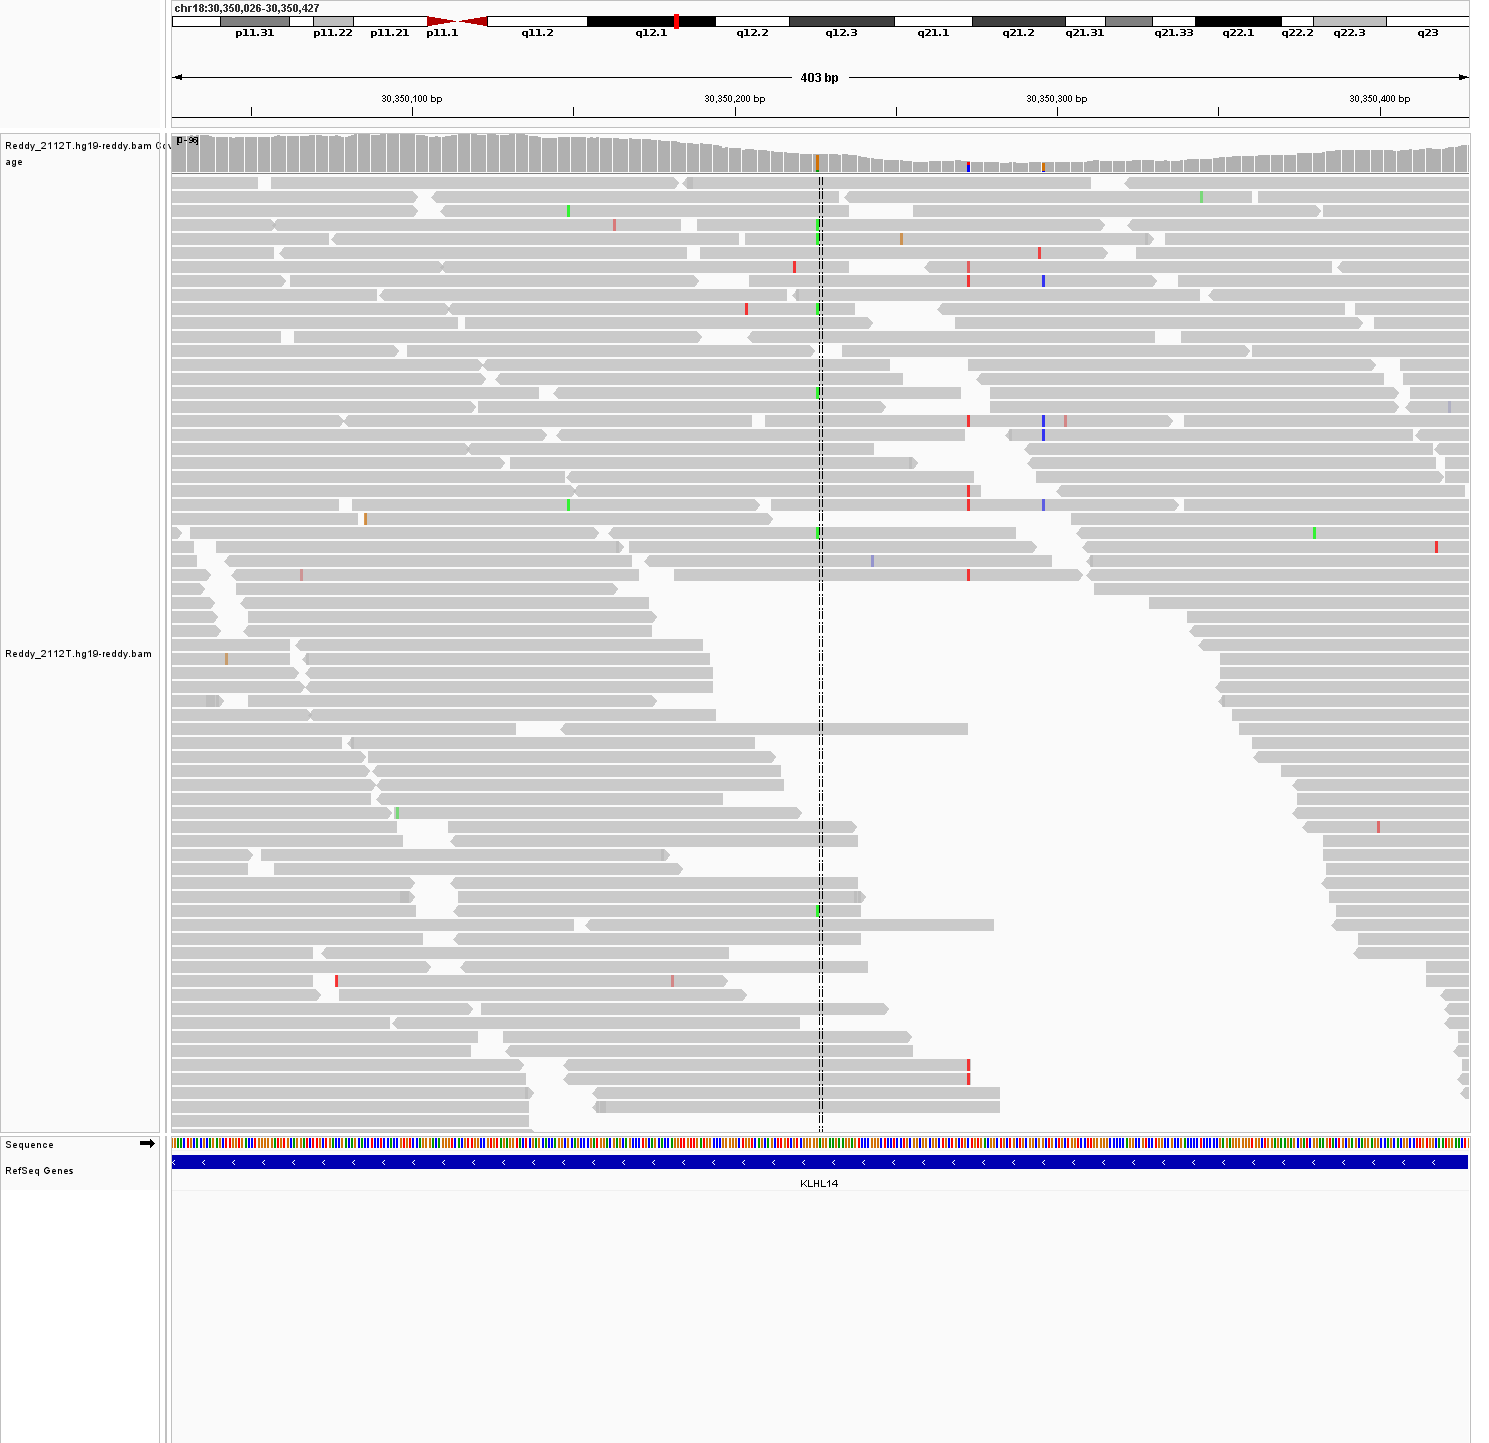 chr18:30,350,026-30,350,427
p11.31 p11.22 p11.21 p11.1 q11.2 q12.1 q12.2 q12.3 q21.1 q21.2 q21.31 q21.33 q22.1 q22.2 q22.3 q23
403 bp
30,350,100 bp 30,350,200 bp 30,350,300 bp 30,350,400 bp
Reddy_2112T.hg19-reddy.bam Cov
age
[0-96]
Reddy_2112T.hg19-reddy.bam
Sequence
RefSeq Genes
KLHL14